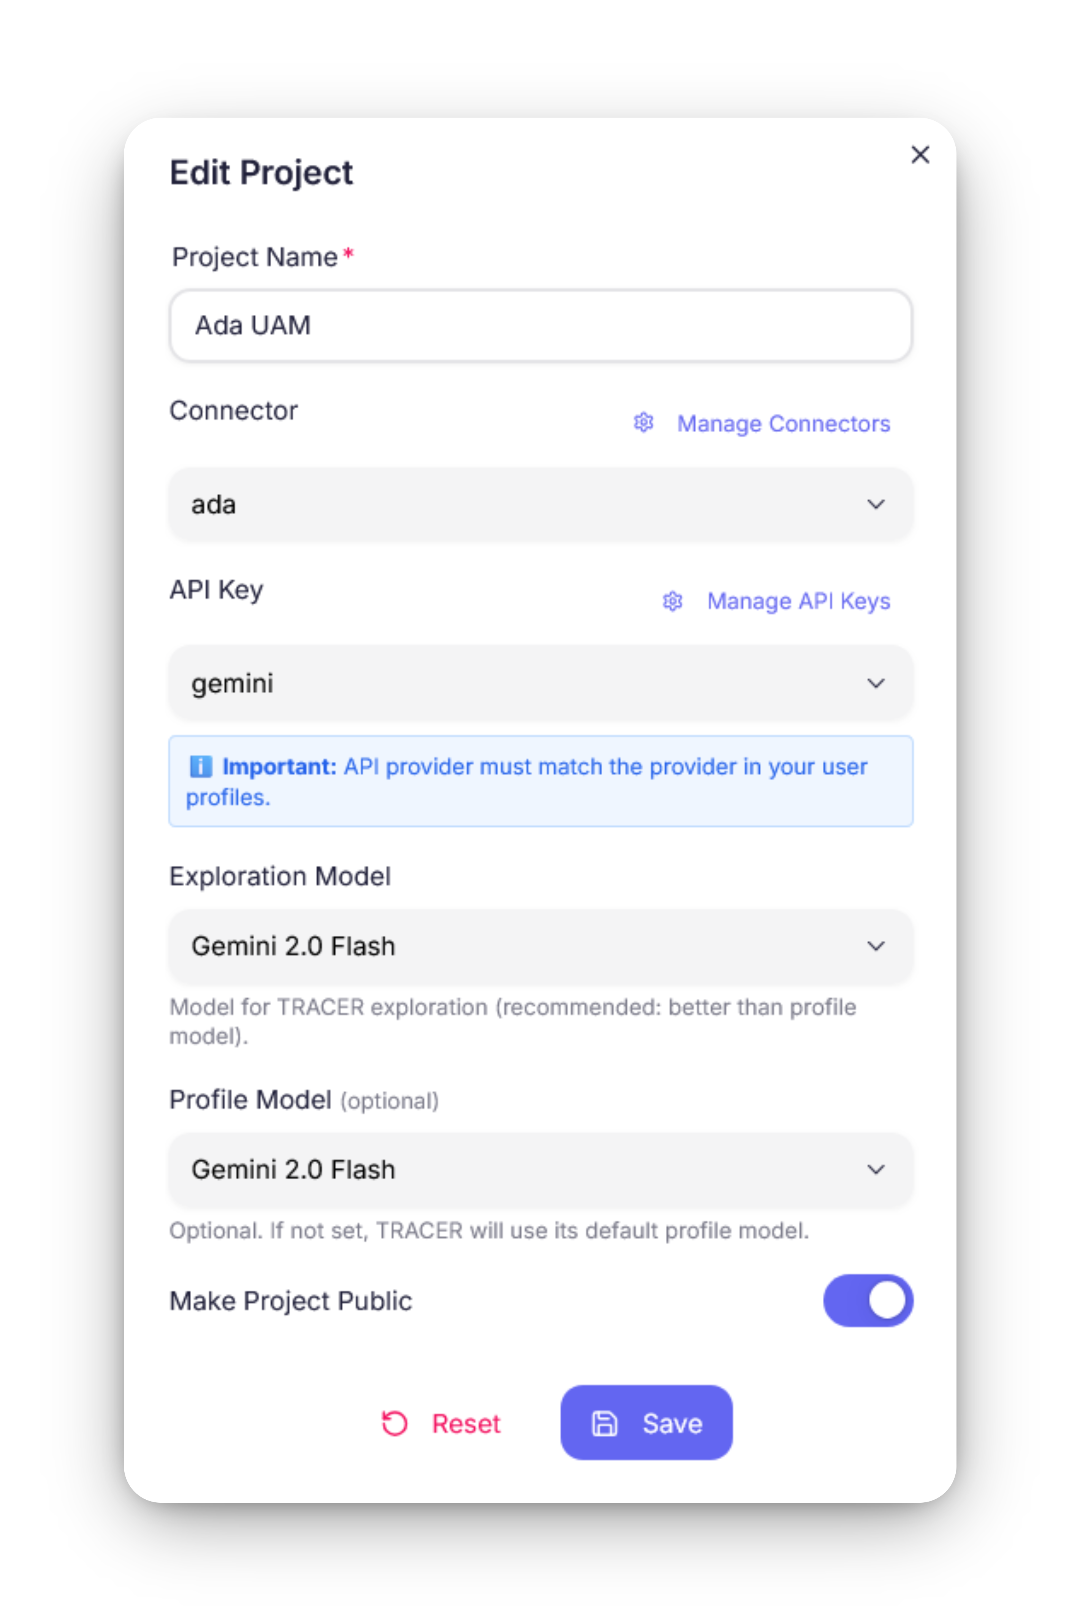 Edit Project
Project Name*
Ada UAM
Connector
Manage Connectors
ada
API Key
Manage API Keys
gemini
ℹ️ Important: API provider must match the provider in your user
profiles.
Exploration Model
Gemini 2.0 Flash
Model for TRACER exploration (recommended: better than profile
model).
Profile Model (optional)
Gemini 2.0 Flash
Optional. If not set, TRACER will use its default profile model.
Make Project Public
Reset
Save